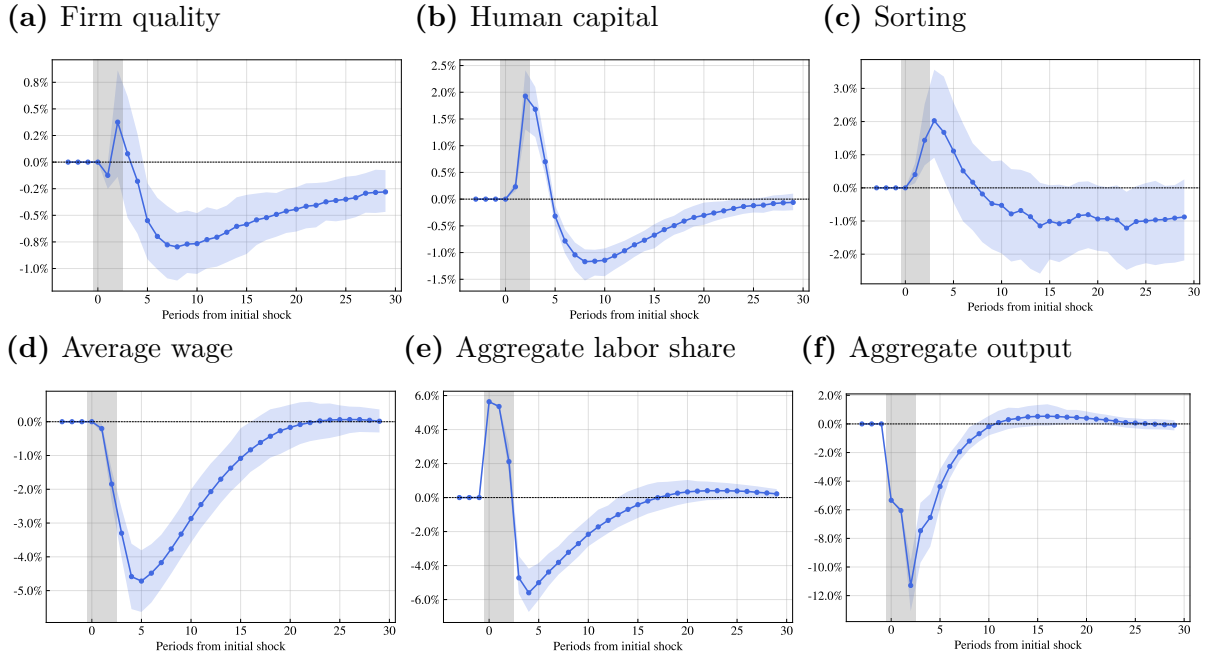 (a) Firm quality
0.8%
0.5%
0.2%
0.0%
-0.2%
-0.5%
-0.8%
-1.0%
0 5 10 15 20 25 30
Periods from initial shock
(b) Human capital
2.5%
2.0%
1.5%
1.0%
0.5%
0.0%
-0.5%
-1.0%
-1.5%
0 5 10 15 20 25 30
Periods from initial shock
(c) Sorting
3.0%
2.0%
1.0%
0.0%
-1.0%
-2.0%
0 5 10 15 20 25 30
Periods from initial shock
(d) Average wage
0.0%
-1.0%
-2.0%
-3.0%
-4.0%
-5.0%
0 5 10 15 20 25 30
Periods from initial shock
(e) Aggregate labor share
6.0%
4.0%
2.0%
0.0%
-2.0%
-4.0%
-6.0%
0 5 10 15 20 25 30
Periods from initial shock
(f) Aggregate output
2.0%
0.0%
-2.0%
-4.0%
-6.0%
-8.0%
-10.0%
-12.0%
0 5 10 15 20 25 30
Periods from initial shock